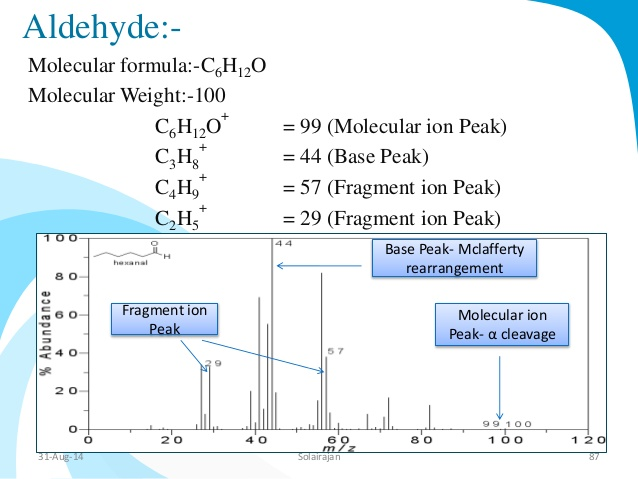 Aldehyde:-
Molecular formula:-C₆H₁₂O
Molecular Weight:-100
C₆H₁₂O⁺ = 99 (Molecular ion Peak)
C₃H₈⁺ = 44 (Base Peak)
C₄H₉⁺ = 57 (Fragment ion Peak)
C₂H₅⁺ = 29 (Fragment ion Peak)
100
80
60
40
20
0
% Abundance
O
H
hexanal
44
Base Peak- Mclafferty
rearrangement
Fragment ion
Peak
Molecular ion
Peak- α cleavage
29
57
99 100
0 20 40 60 80 100 120
m/z
31-Aug-14 Solairajan 87